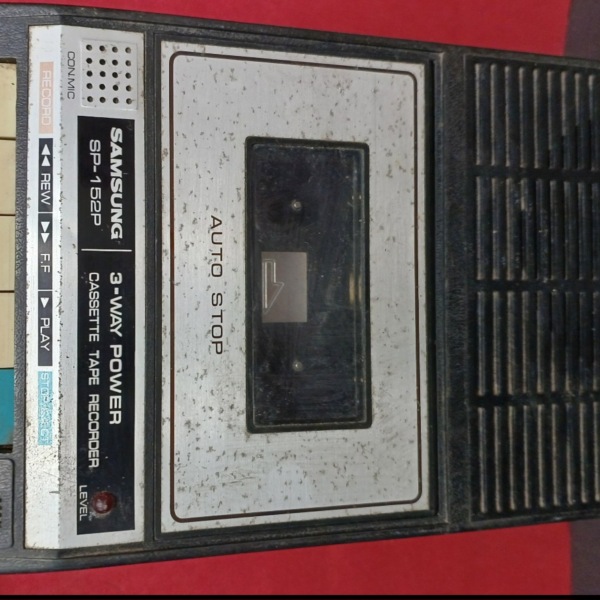 AUTO STOP
SAMSUNG
SP-152P
3-WAY POWER
CASSETTE TAPE RECORDER
LEVEL
CON.MIC
RECORD
REW
F.F
PLAY
STOP/EJECT